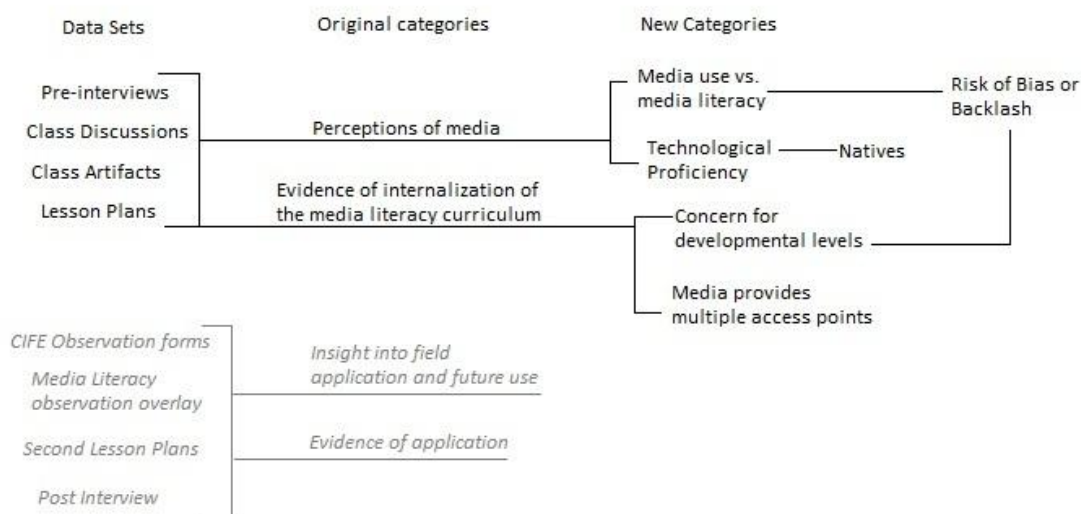 Data Sets
Original categories
New Categories
Pre-interviews
Class Discussions
Class Artifacts
Lesson Plans
Perceptions of media
Evidence of internalization of
the media literacy curriculum
Media use vs.
media literacy
Technological
Proficiency
Natives
Risk of Bias or
Backlash
Concern for
developmental levels
Media provides
multiple access points
CIFE Observation forms
Media Literacy
observation overlay
Second Lesson Plans
Post Interview
Insight into field
application and future use
Evidence of application